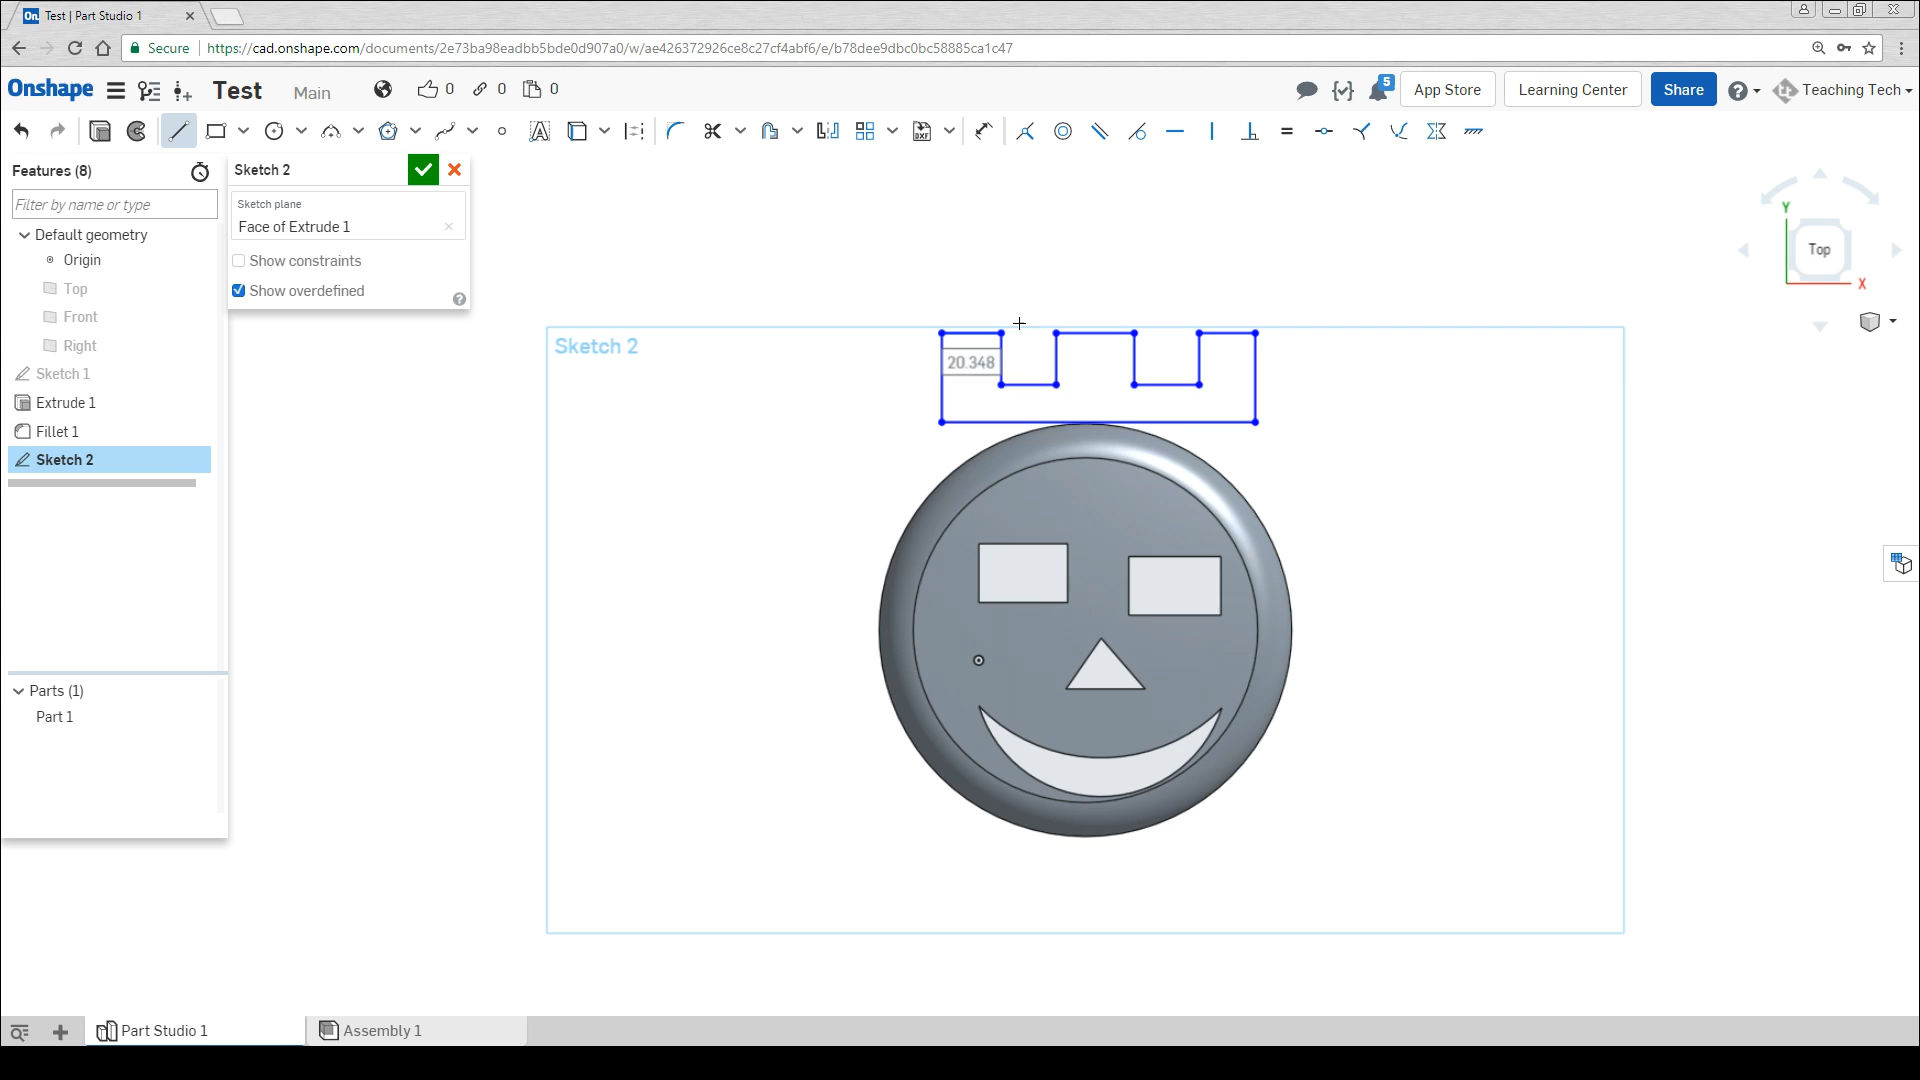 On Test | Part Studio 1
Secure https://cad.onshape.com/documents/2e73ba98eadbb5bde0d907a0/w/ae426372926ce8c27cf4abf6/e/b78dee9dbc0bc58885ca1c47
Onshape Test Main 0 0 0 5 App Store Learning Center Share Teaching Tech
DXF
Features (8)
Filter by name or type
Default geometry
Origin
Top
Front
Right
Sketch 1
Extrude 1
Fillet 1
Sketch 2
Parts (1)
Part 1
Sketch 2
Sketch plane
Face of Extrude 1
Show constraints
Show overdefined
Sketch 2
20.348
Y
Top
X
Part Studio 1
Assembly 1